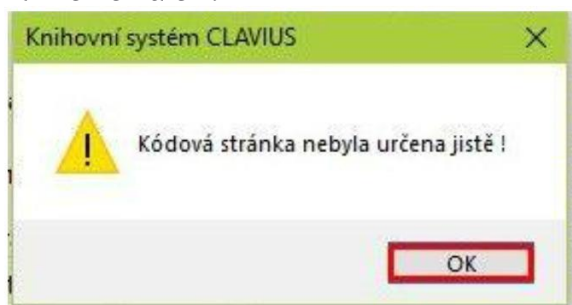 Knihovní systém CLAVIUS
Kódová stránka nebyla určena jistě !
OK